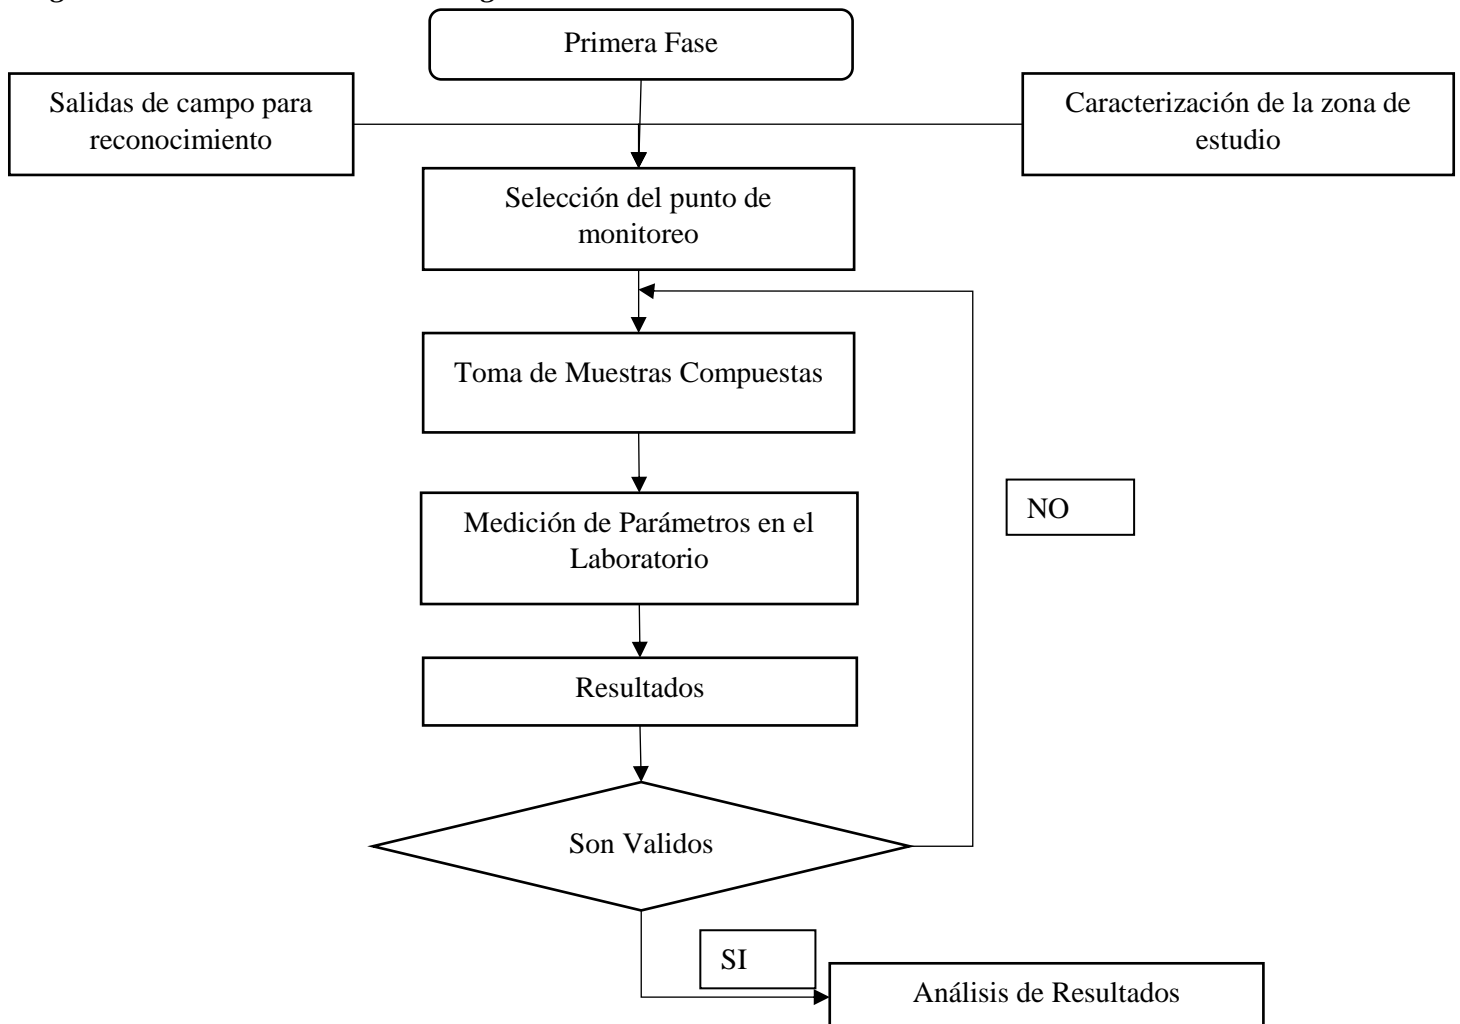 Primera Fase
Salidas de campo para
reconocimiento
Caracterización de la zona de
estudio
Selección del punto de
monitoreo
Toma de Muestras Compuestas
NO
Medición de Parámetros en el
Laboratorio
Resultados
Son Validos
SI
Análisis de Resultados